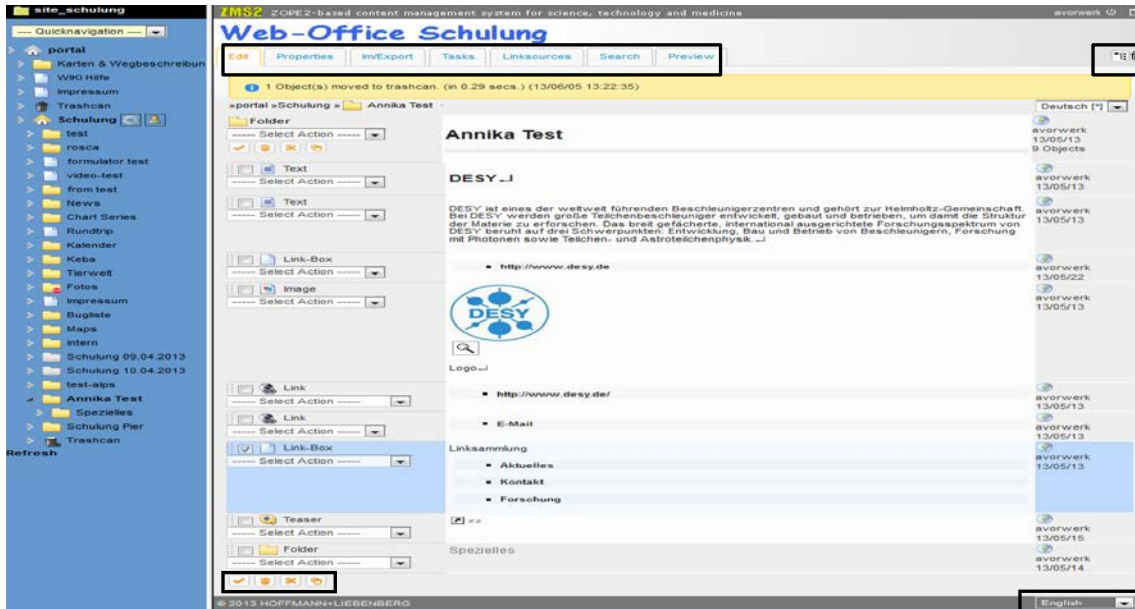 site_schulung
--- Quicknavigation ---
portal
Karten & Wegbeschreibun
WIKI Hilfe
Impressum
Trashcan
Schulung
test
rosca
formulator test
video-test
from test
News
Chart Series
Rundtrip
Kalender
Keba
Tierwelt
Fotos
Impressum
Bugliste
Maps
intern
Schulung 09.04.2013
Schulung 10.04.2013
test-alps
Annika Test
Spezielles
Schulung Pier
Trashcan
Refresh
ZMS2 ZOPE2-based content management system for science, technology and medicine
avorwerk
Web-Office Schulung
Edit Properties Im/Export Tasks Linksources Search Preview
1 Object(s) moved to trashcan. (in 0.29 secs.) (13/06/05 13:22:35)
»portal »Schulung » Annika Test
Deutsch [*]
Folder
----- Select Action -----
Annika Test
avorwerk
13/05/13
9 Objects
Text
----- Select Action -----
DESY
avorwerk
13/05/13
Text
----- Select Action -----
DESY ist eines der weltweit führenden Beschleunigerzentren und gehört zur Helmholtz-Gemeinschaft.
Bei DESY werden große Teilchenbeschleuniger entwickelt, gebaut und betrieben, um damit die Struktur
der Materie zu erforschen. Das breit gefächerte, international ausgerichtete Forschungsspektrum von
DESY beruht auf drei Schwerpunkten: Entwicklung, Bau und Betrieb von Beschleunigern, Forschung
mit Photonen sowie Teilchen- und Astroteilchenphysik.
avorwerk
13/05/13
Link-Box
----- Select Action -----
http://www.desy.de
avorwerk
13/05/22
Image
----- Select Action -----
DESY
Logo
avorwerk
13/05/13
Link
----- Select Action -----
http://www.desy.de/
avorwerk
13/05/13
Link
----- Select Action -----
E-Mail
avorwerk
13/05/13
Link-Box
----- Select Action -----
Linksammlung
Aktuelles
Kontakt
Forschung
avorwerk
13/05/13
Teaser
----- Select Action -----
avorwerk
13/05/15
Folder
----- Select Action -----
Spezielles
avorwerk
13/05/14
© 2013 HOFFMANN+LIEBENBERG
English